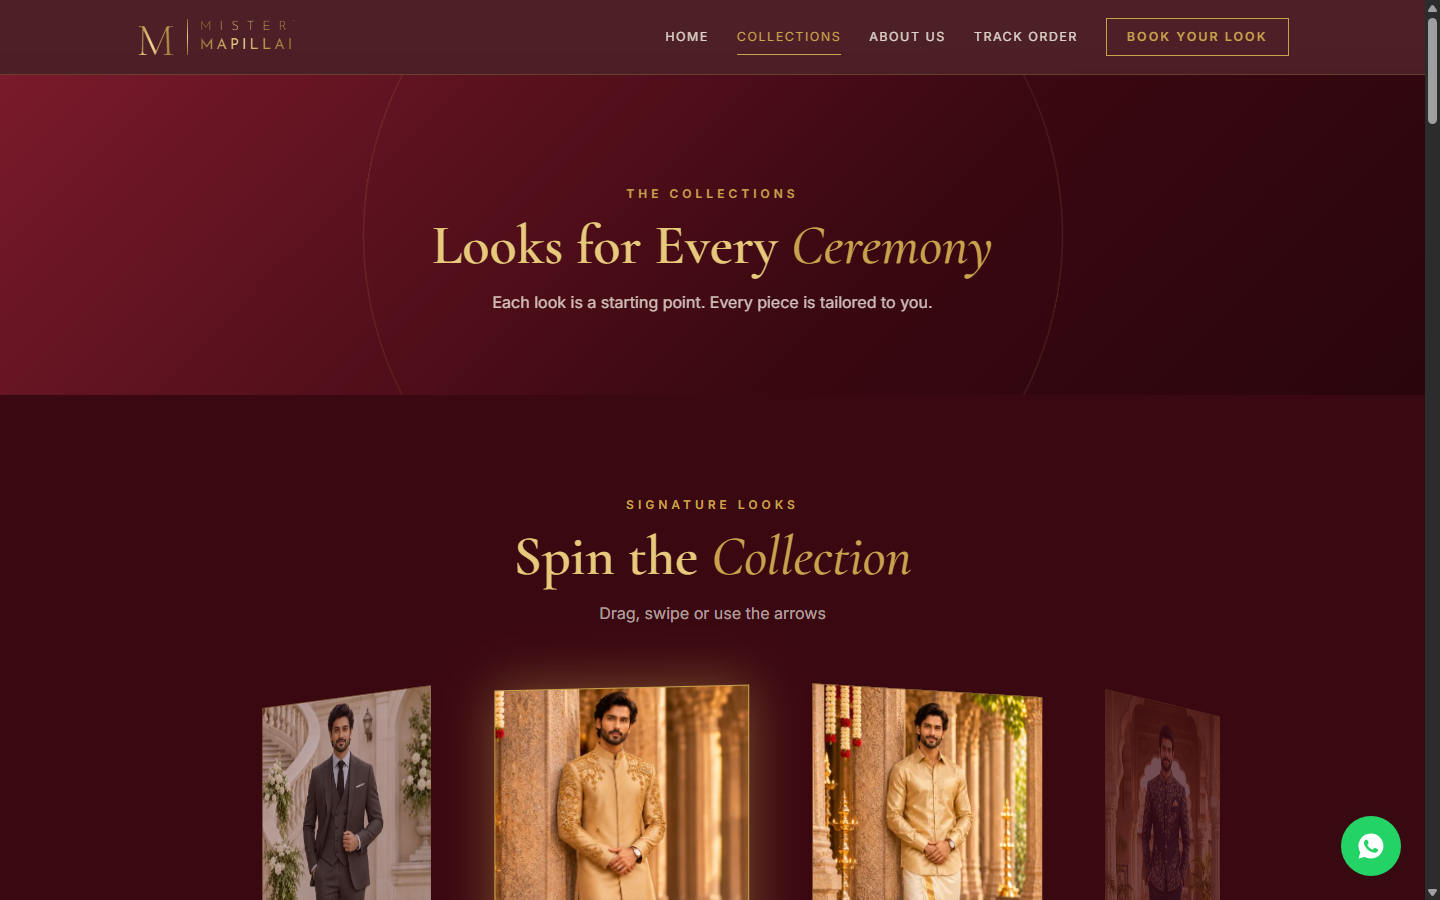 M
MISTER
MAPILLAI
HOME
COLLECTIONS
ABOUT US
TRACK ORDER
BOOK YOUR LOOK
THE COLLECTIONS
Looks for Every Ceremony
Each look is a starting point. Every piece is tailored to you.
SIGNATURE LOOKS
Spin the Collection
Drag, swipe or use the arrows